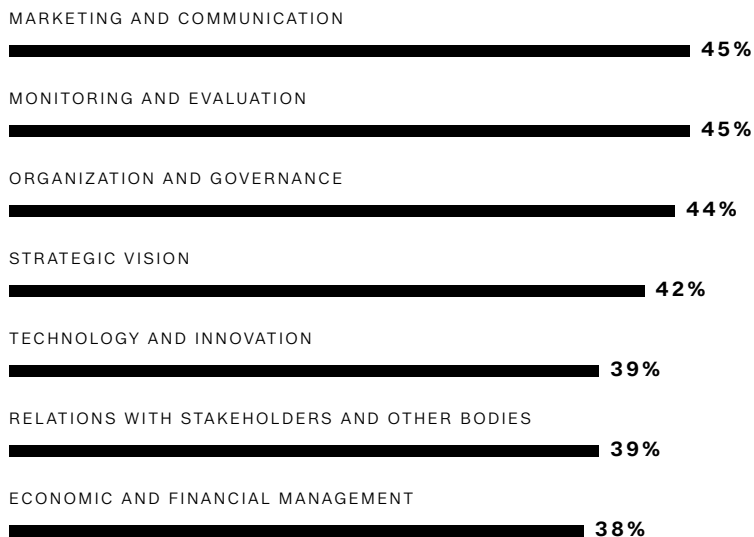 MARKETING AND COMMUNICATION
45%
MONITORING AND EVALUATION
45%
ORGANIZATION AND GOVERNANCE
44%
STRATEGIC VISION
42%
TECHNOLOGY AND INNOVATION
39%
RELATIONS WITH STAKEHOLDERS AND OTHER BODIES
39%
ECONOMIC AND FINANCIAL MANAGEMENT
38%